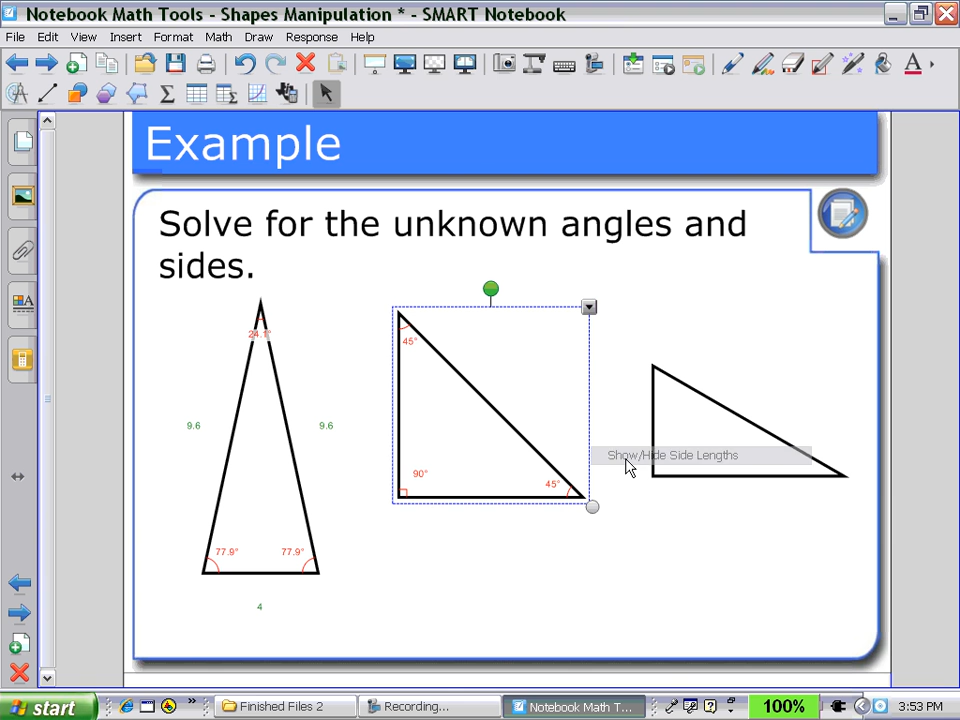 Notebook Math Tools - Shapes Manipulation * - SMART Notebook
File Edit View Insert Format Math Draw Response Help
Example
Solve for the unknown angles and
sides.
24.1°
45°
9.6
9.6
Show/Hide Side Lengths
90°
45°
77.9°
77.9°
4
start
Finished Files 2
Recording...
Notebook Math T...
100%
3:53 PM